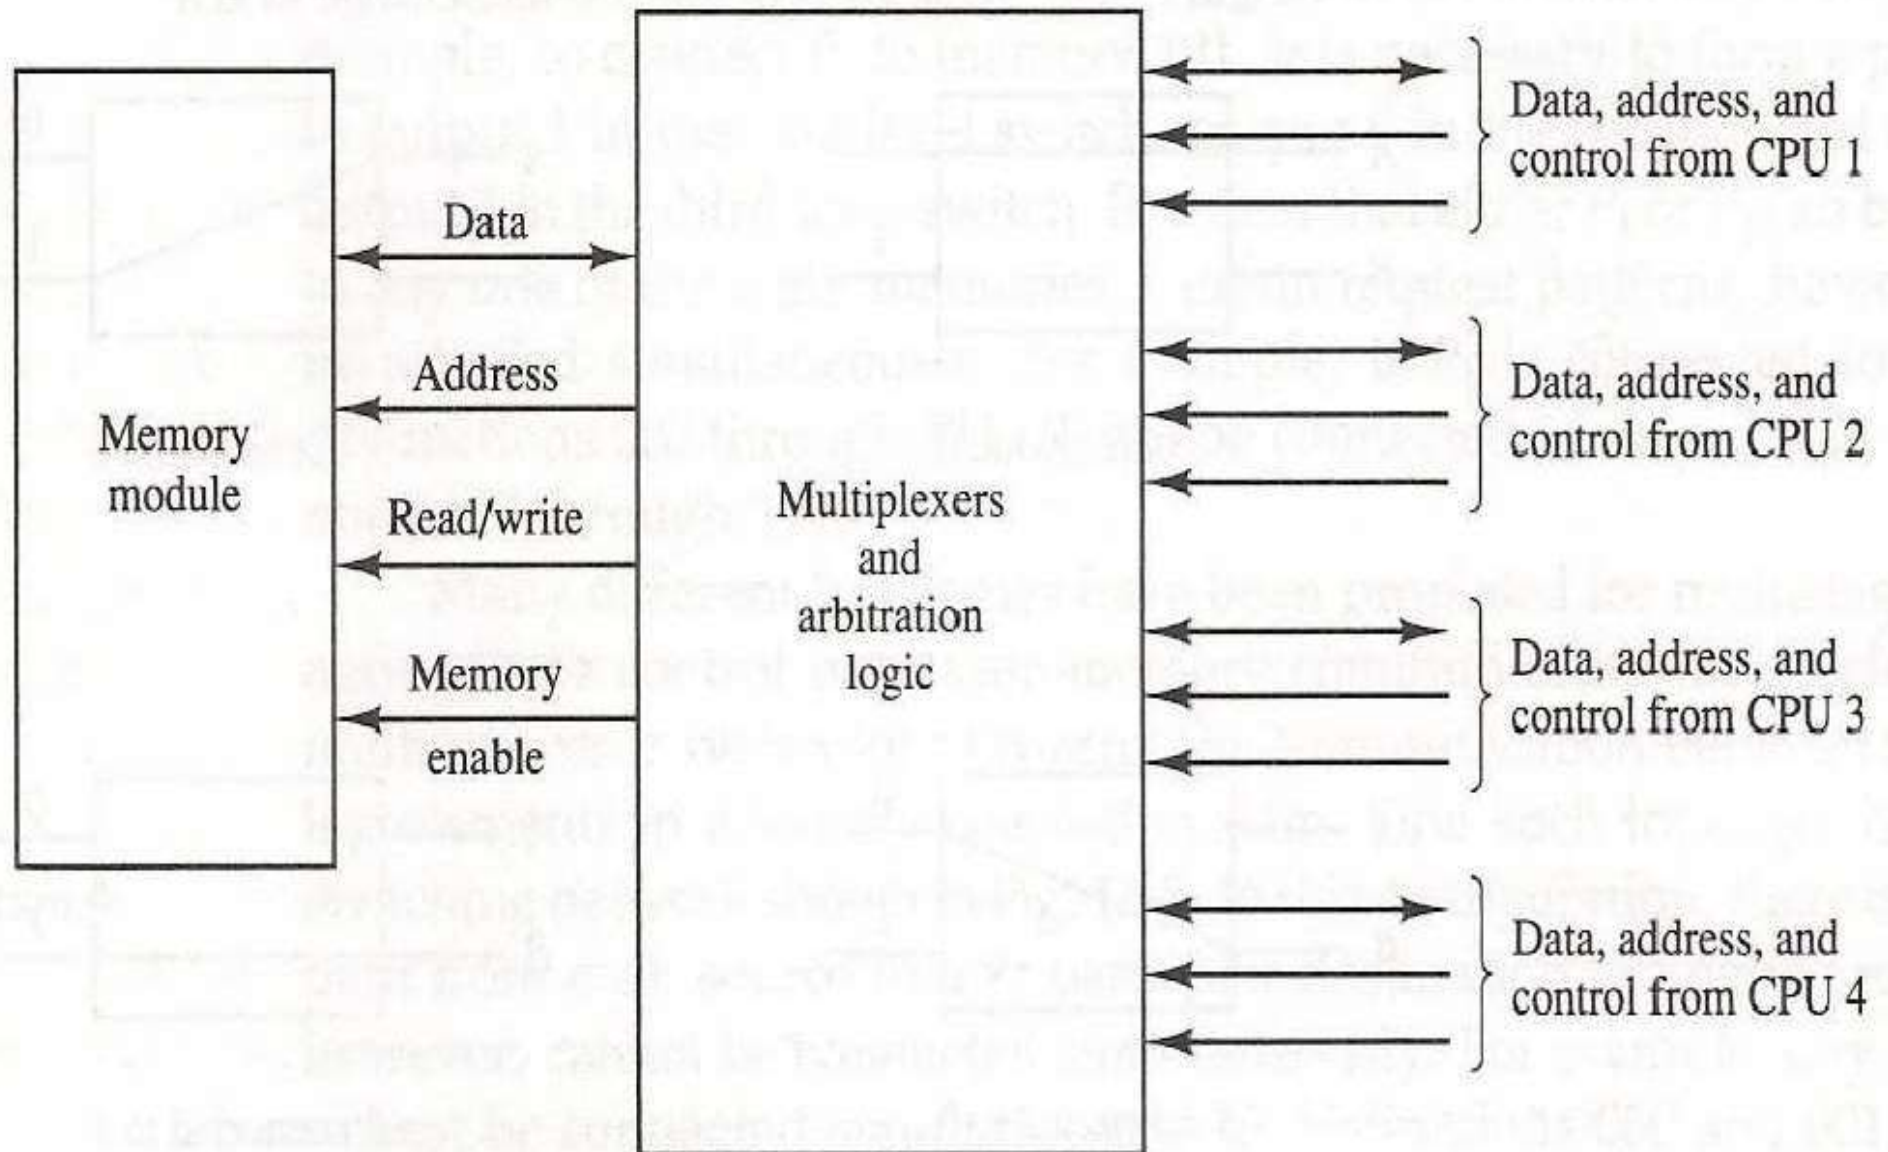 Memory
module
Data
Address
Read/write
Memory
enable
Multiplexers
and
arbitration
logic
Data, address, and
control from CPU 1
Data, address, and
control from CPU 2
Data, address, and
control from CPU 3
Data, address, and
control from CPU 4